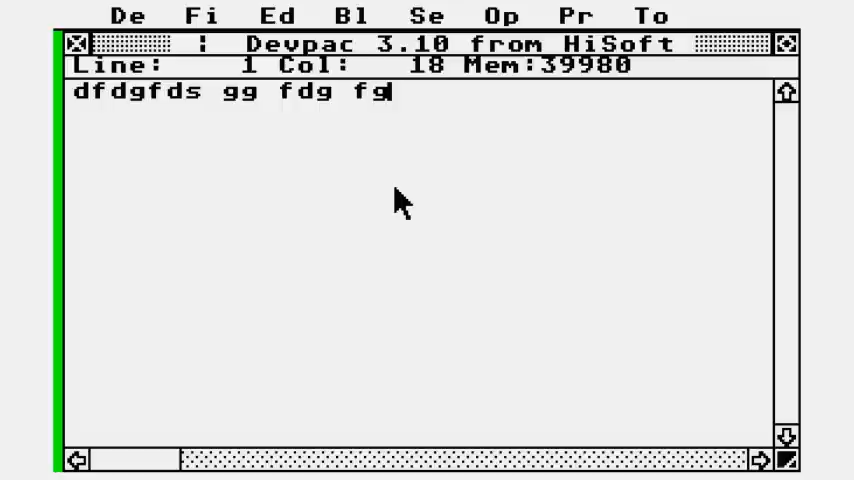 De Fi Ed Bl Se Op Pr To
Devpac 3.10 from HiSoft
Line: 1 Col: 18 Mem:39980
dfdgfds gg fdg fg